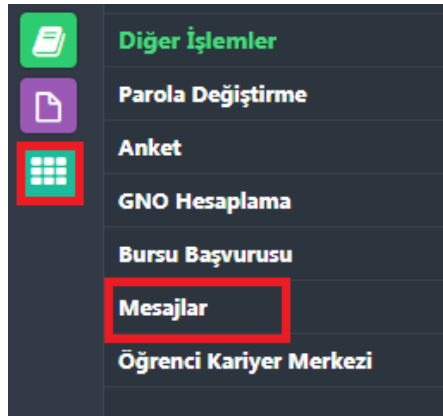 Diğer İşlemler
Parola Değiştirme
Anket
GNO Hesaplama
Bursu Başvurusu
Mesajlar
Öğrenci Kariyer Merkezi